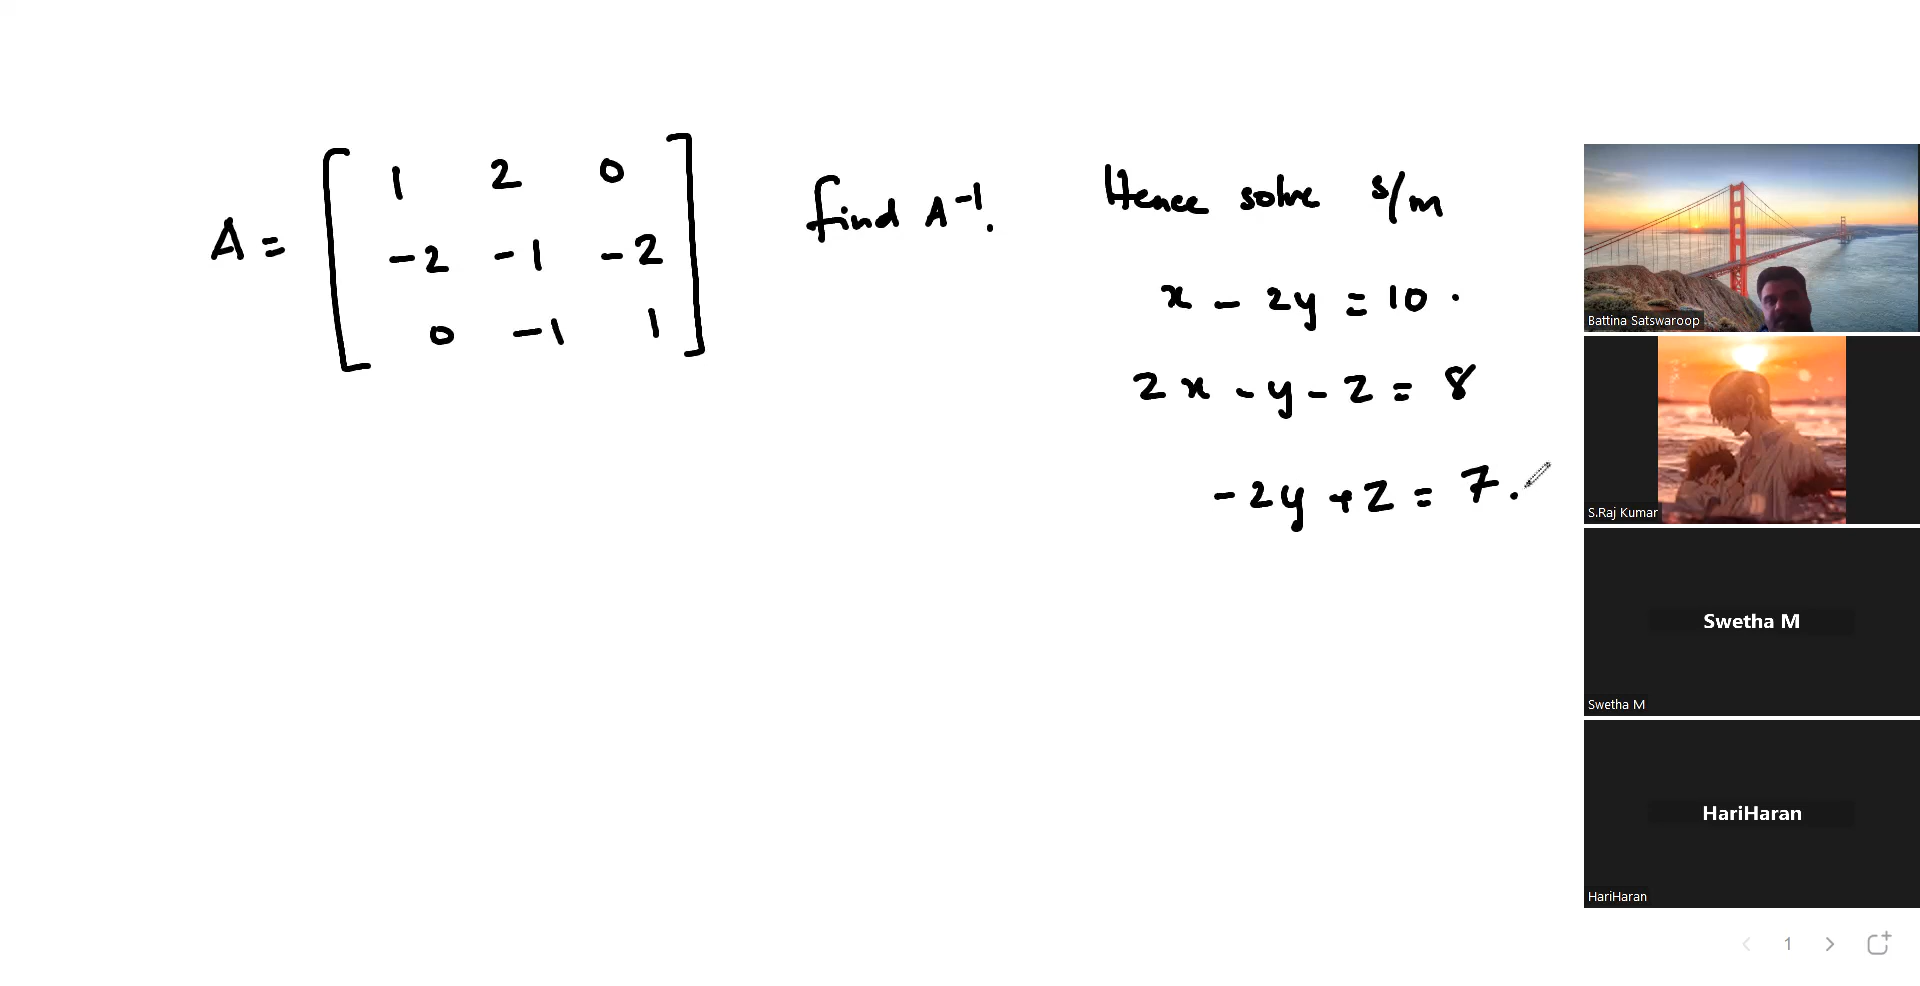 A = [ 1 2 0
-2 -1 -2
0 -1 1 ]
find A⁻¹.
Hence solve s/m
x - 2y = 10.
2x - y - z = 8
-2y + z = 7.
Battina Satswaroop
S.Raj Kumar
Swetha M
Swetha M
HariHaran
HariHaran
1